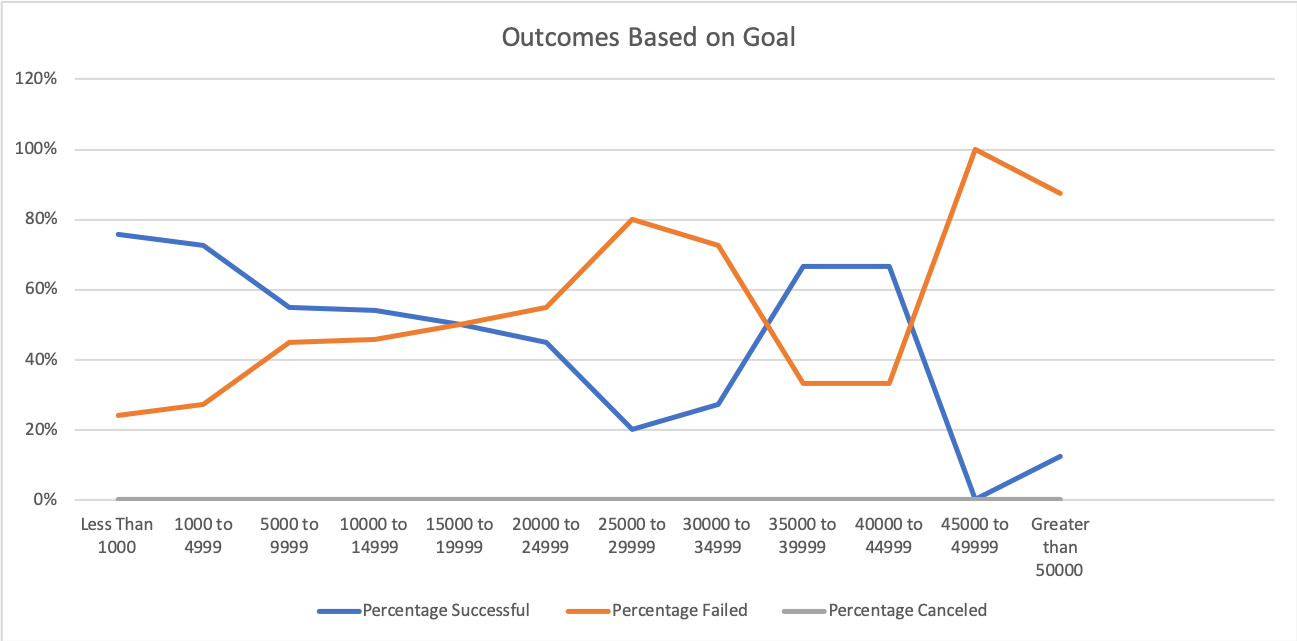 Outcomes Based on Goal
120%
100%
80%
60%
40%
20%
0%
Less Than
1000
1000 to
4999
5000 to
9999
10000 to
14999
15000 to
19999
20000 to
24999
25000 to
29999
30000 to
34999
35000 to
39999
40000 to
44999
45000 to
49999
Greater
than
50000
Percentage Successful
Percentage Failed
Percentage Canceled